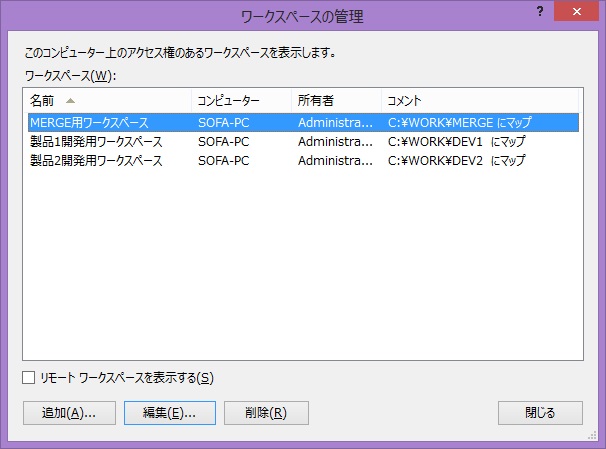 ワークスペースの管理
?
このコンピューター上のアクセス権のあるワークスペースを表示します。
ワークスペース(W):
名前 コンピューター 所有者 コメント
MERGE用ワークスペース SOFA-PC Administra... C:¥WORK¥MERGE にマップ
製品1開発用ワークスペース SOFA-PC Administra... C:¥WORK¥DEV1 にマップ
製品2開発用ワークスペース SOFA-PC Administra... C:¥WORK¥DEV2 にマップ
リモート ワークスペースを表示する(S)
追加(A)... 編集(E)... 削除(R) 閉じる